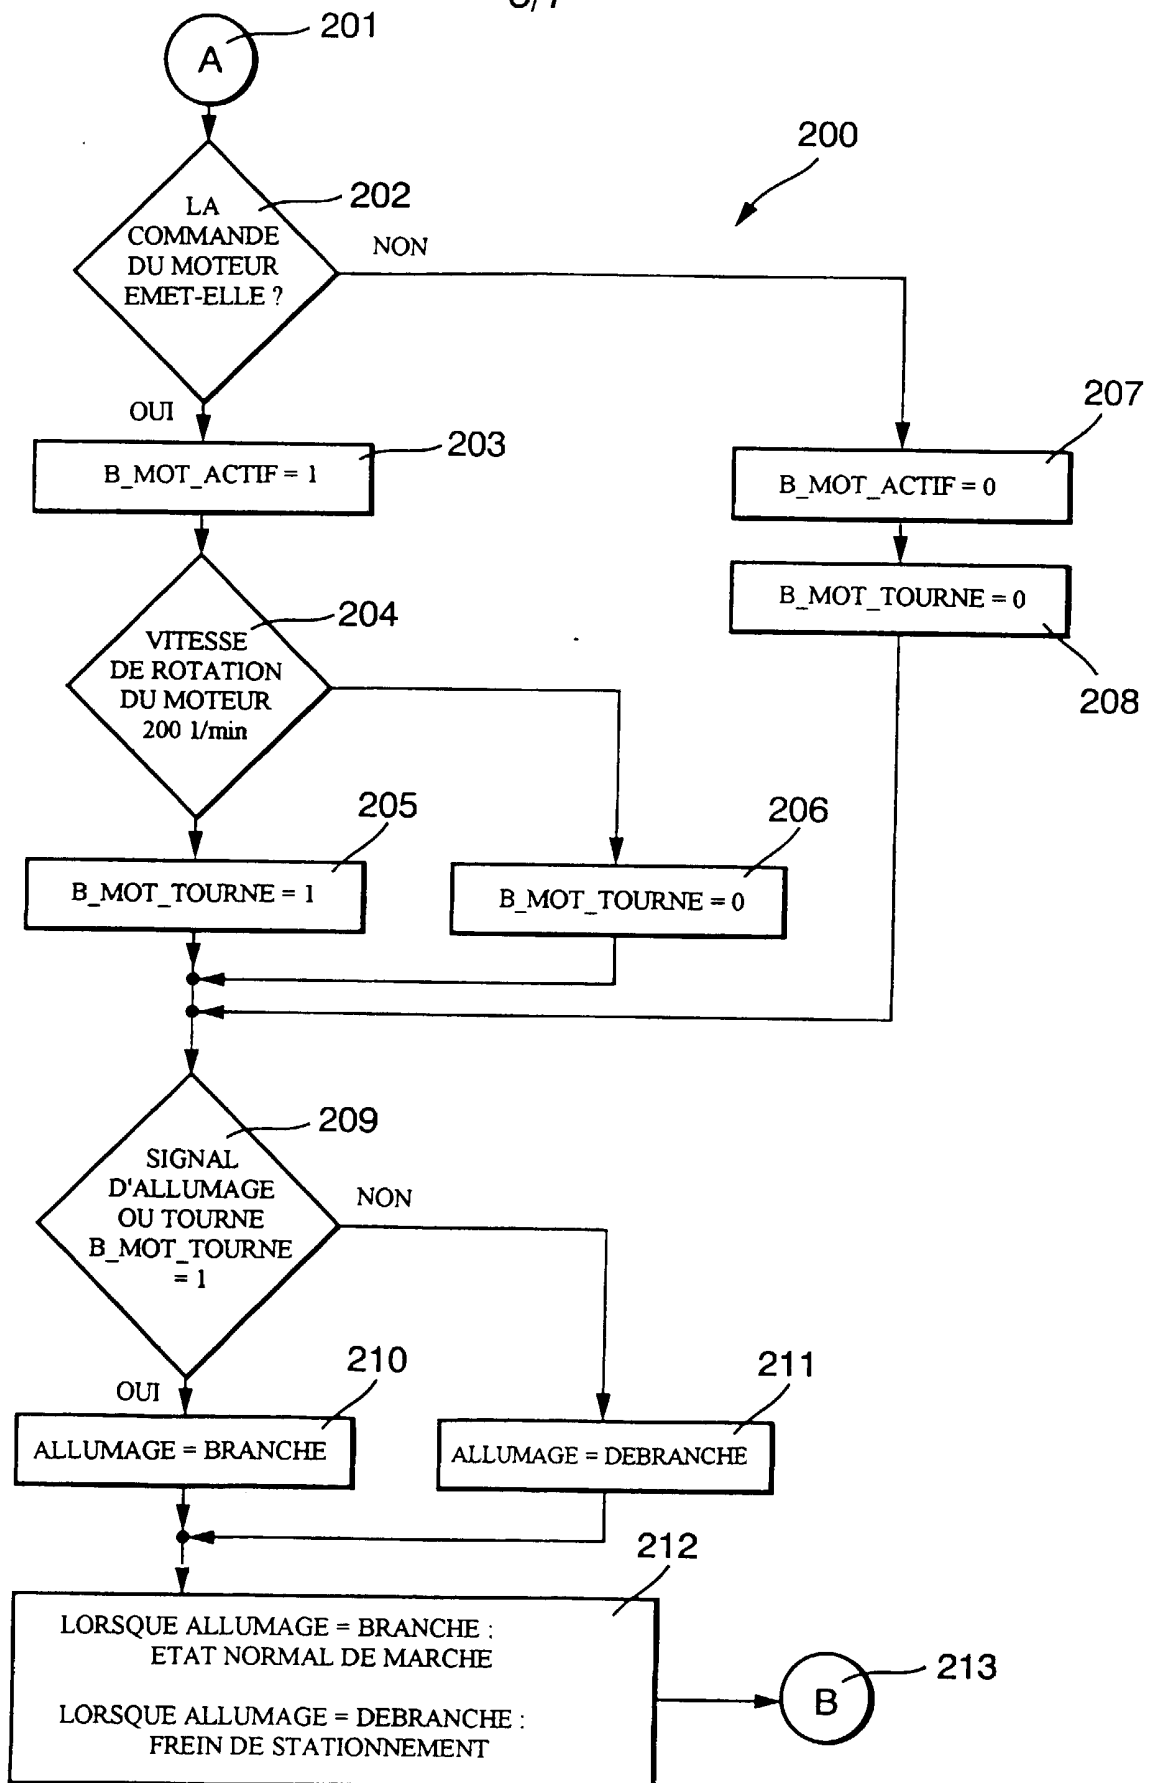 A
201
200
202
LA
COMMANDE
DU MOTEUR
EMET-ELLE ?
NON
OUI
203
B_MOT_ACTIF = 1
207
B_MOT_ACTIF = 0
B_MOT_TOURNE = 0
208
204
VITESSE
DE ROTATION
DU MOTEUR
200 1/min
205
B_MOT_TOURNE = 1
206
B_MOT_TOURNE = 0
209
SIGNAL
D'ALLUMAGE
OU TOURNE
B_MOT_TOURNE
= 1
NON
OUI
210
ALLUMAGE = BRANCHE
211
ALLUMAGE = DEBRANCHE
212
LORSQUE ALLUMAGE = BRANCHE :
ETAT NORMAL DE MARCHE
LORSQUE ALLUMAGE = DEBRANCHE :
FREIN DE STATIONNEMENT
B
213